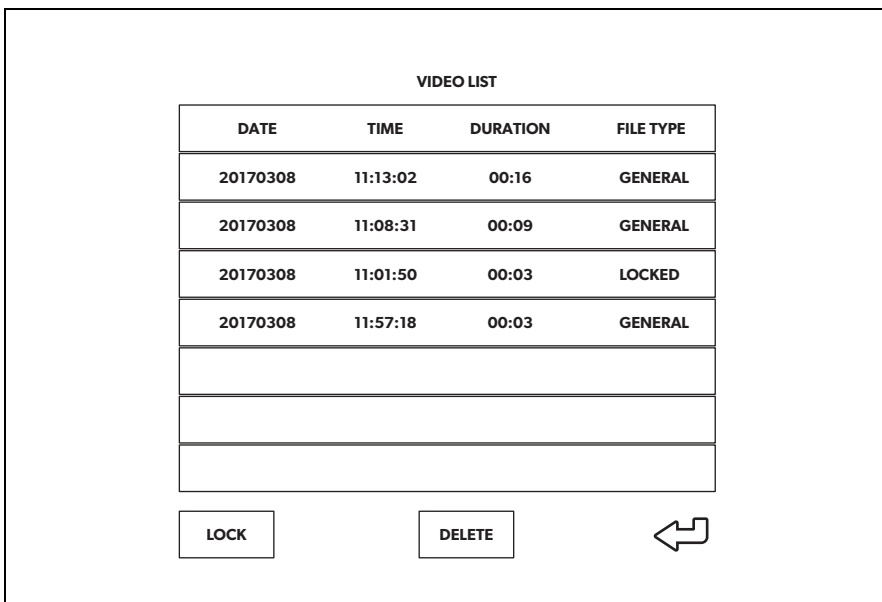 VIDEO LIST
DATE TIME DURATION FILE TYPE
20170308 11:13:02 00:16 GENERAL
20170308 11:08:31 00:09 GENERAL
20170308 11:01:50 00:03 LOCKED
20170308 11:57:18 00:03 GENERAL
LOCK DELETE